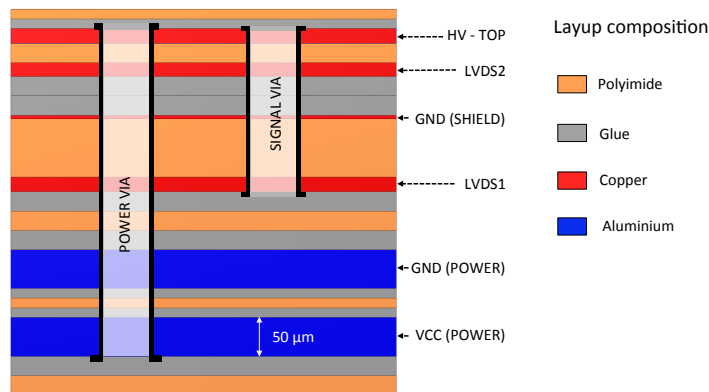 HV - TOP
LVDS2
GND (SHIELD)
LVDS1
GND (POWER)
VCC (POWER)
POWER VIA
SIGNAL VIA
50 µm
Layup composition
Polyimide
Glue
Copper
Aluminium